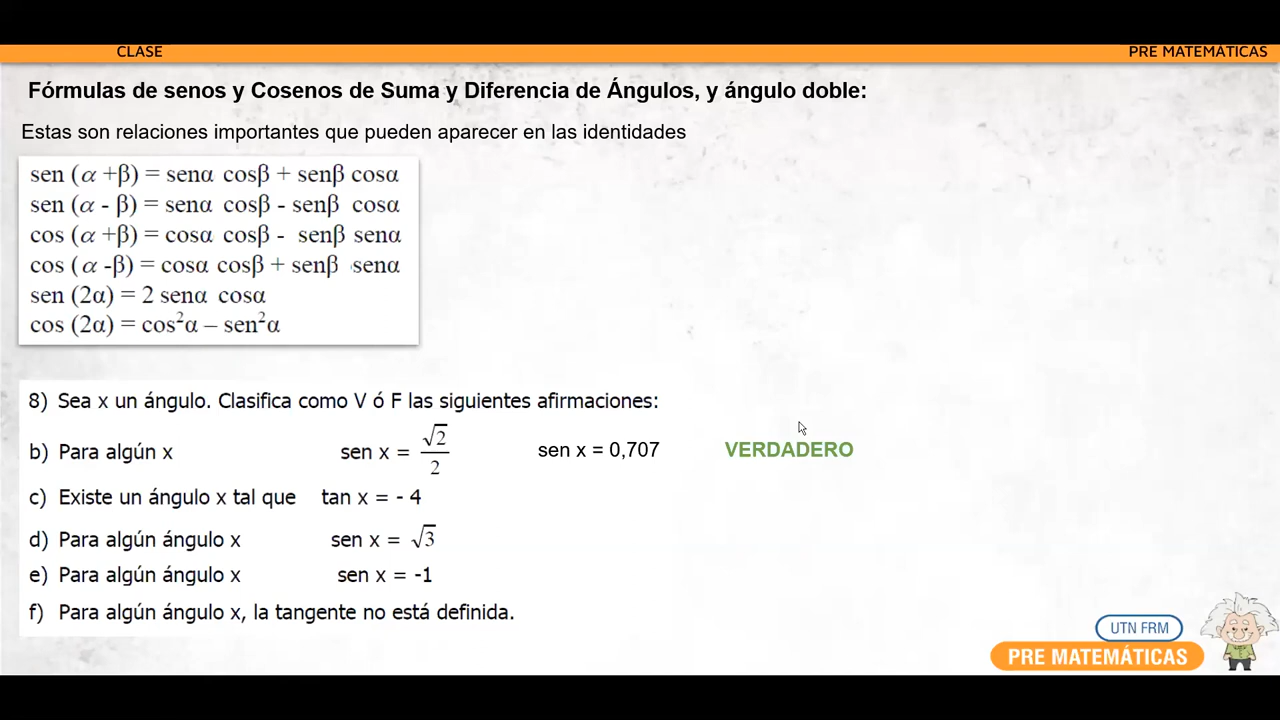 CLASE
PRE MATEMÁTICAS
Fórmulas de senos y Cosenos de Suma y Diferencia de Ángulos, y ángulo doble:
Estas son relaciones importantes que pueden aparecer en las identidades
sen (α +β) = senα cosβ + senβ cosα
sen (α - β) = senα cosβ - senβ cosα
cos (α +β) = cosα cosβ - senβ senα
cos (α -β) = cosα cosβ + senβ senα
sen (2α) = 2 senα cosα
cos (2α) = cos²α – sen²α
8) Sea x un ángulo. Clasifica como V ó F las siguientes afirmaciones:
b) Para algún x sen x = √2/2 sen x = 0,707 VERDADERO
c) Existe un ángulo x tal que tan x = - 4
d) Para algún ángulo x sen x = √3
e) Para algún ángulo x sen x = -1
f) Para algún ángulo x, la tangente no está definida.
UTN FRM
PRE MATEMÁTICAS